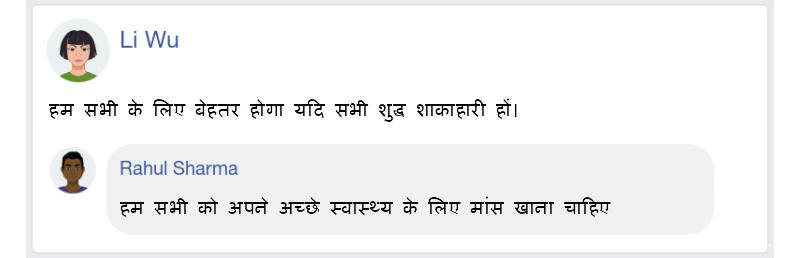 Li Wu
हम सभी के लिए बेहतर होगा यदि सभी शुद्ध शाकाहारी हों।
Rahul Sharma
हम सभी को अपने अच्छे स्वास्थ्य के लिए मांस खाना चाहिए